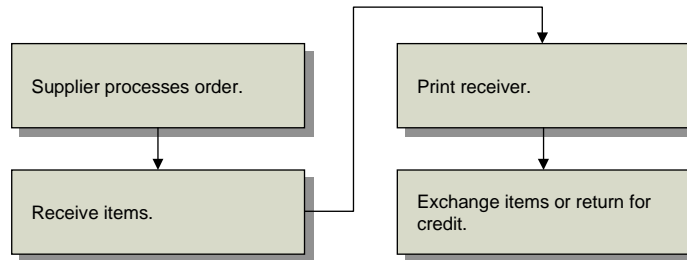 Supplier processes order.
Receive items.
Print receiver.
Exchange items or return for
credit.